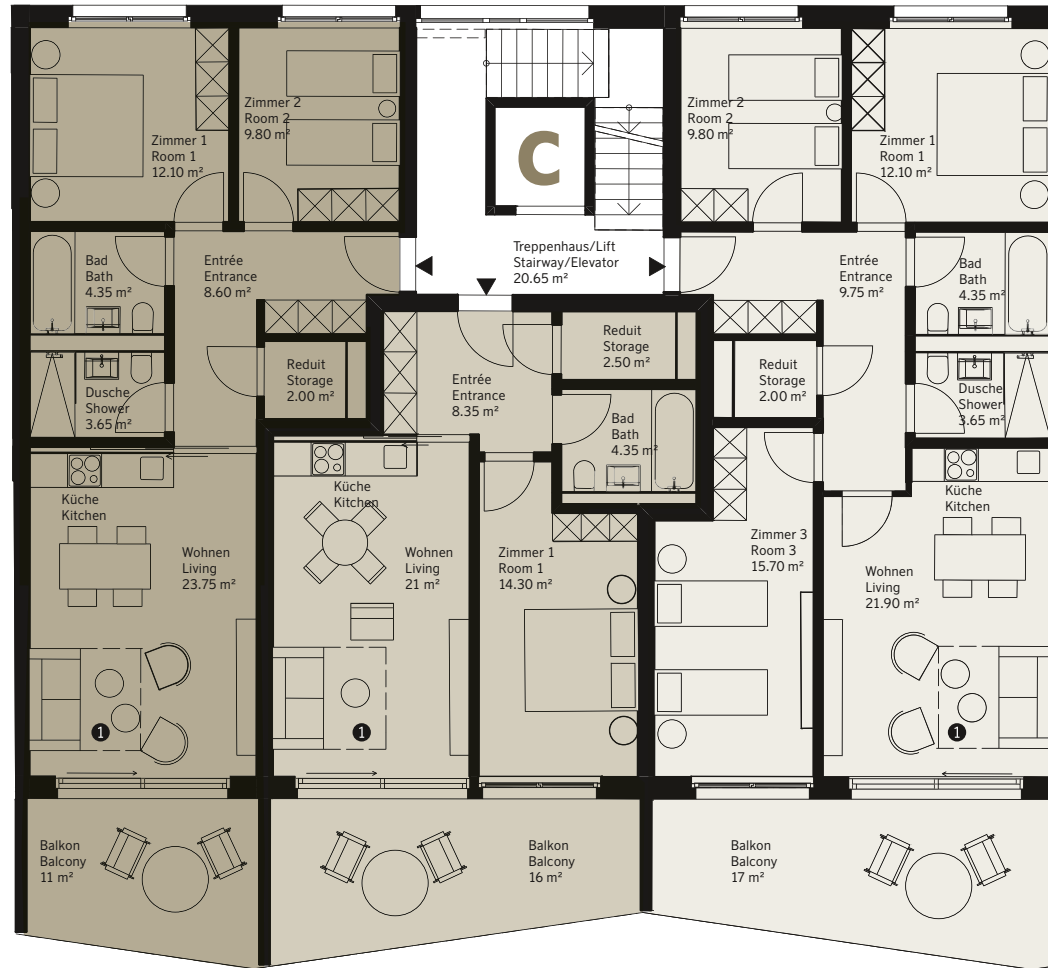 Zimmer 1
Room 1
12.10 m²
Zimmer 2
Room 2
9.80 m²
C
Zimmer 2
Room 2
9.80 m²
Zimmer 1
Room 1
12.10 m²
Bad
Bath
4.35 m²
Entrée
Entrance
8.60 m²
Treppenhaus/Lift
Stairway/Elevator
20.65 m²
Entrée
Entrance
9.75 m²
Bad
Bath
4.35 m²
Dusche
Shower
3.65 m²
Reduit
Storage
2.00 m²
Entrée
Entrance
8.35 m²
Reduit
Storage
2.50 m²
Bad
Bath
4.35 m²
Reduit
Storage
2.00 m²
Dusche
Shower
3.65 m²
Küche
Kitchen
Wohnen
Living
23.75 m²
Küche
Kitchen
Wohnen
Living
21 m²
Zimmer 1
Room 1
14.30 m²
Zimmer 3
Room 3
15.70 m²
Küche
Kitchen
Wohnen
Living
21.90 m²
1
1
1
Balkon
Balcony
11 m²
Balkon
Balcony
16 m²
Balkon
Balcony
17 m²